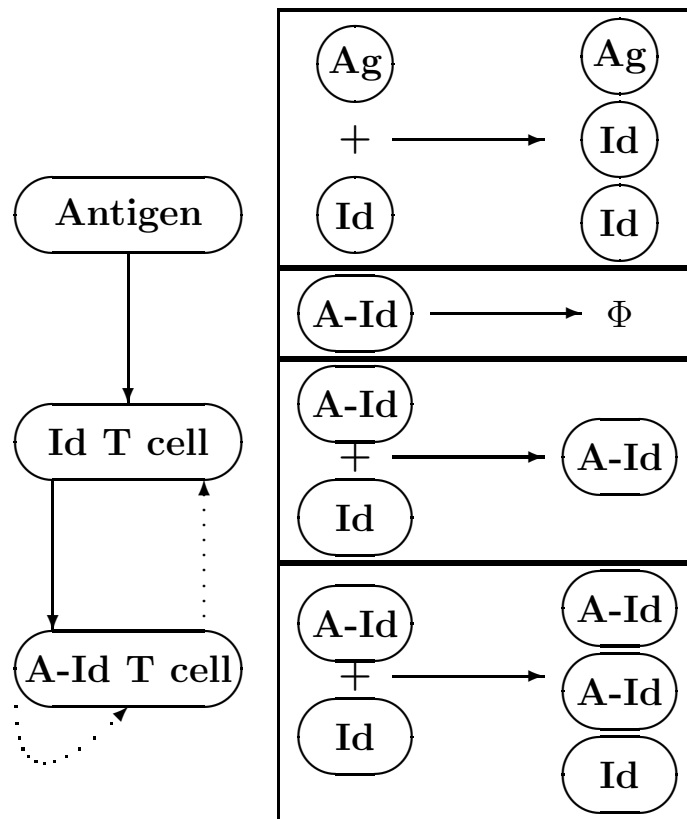 Antigen
Id T cell
A-Id T cell
Ag
+
Id
Ag
Id
Id
A-Id
Φ
A-Id
+
Id
A-Id
A-Id
+
Id
A-Id
A-Id
Id